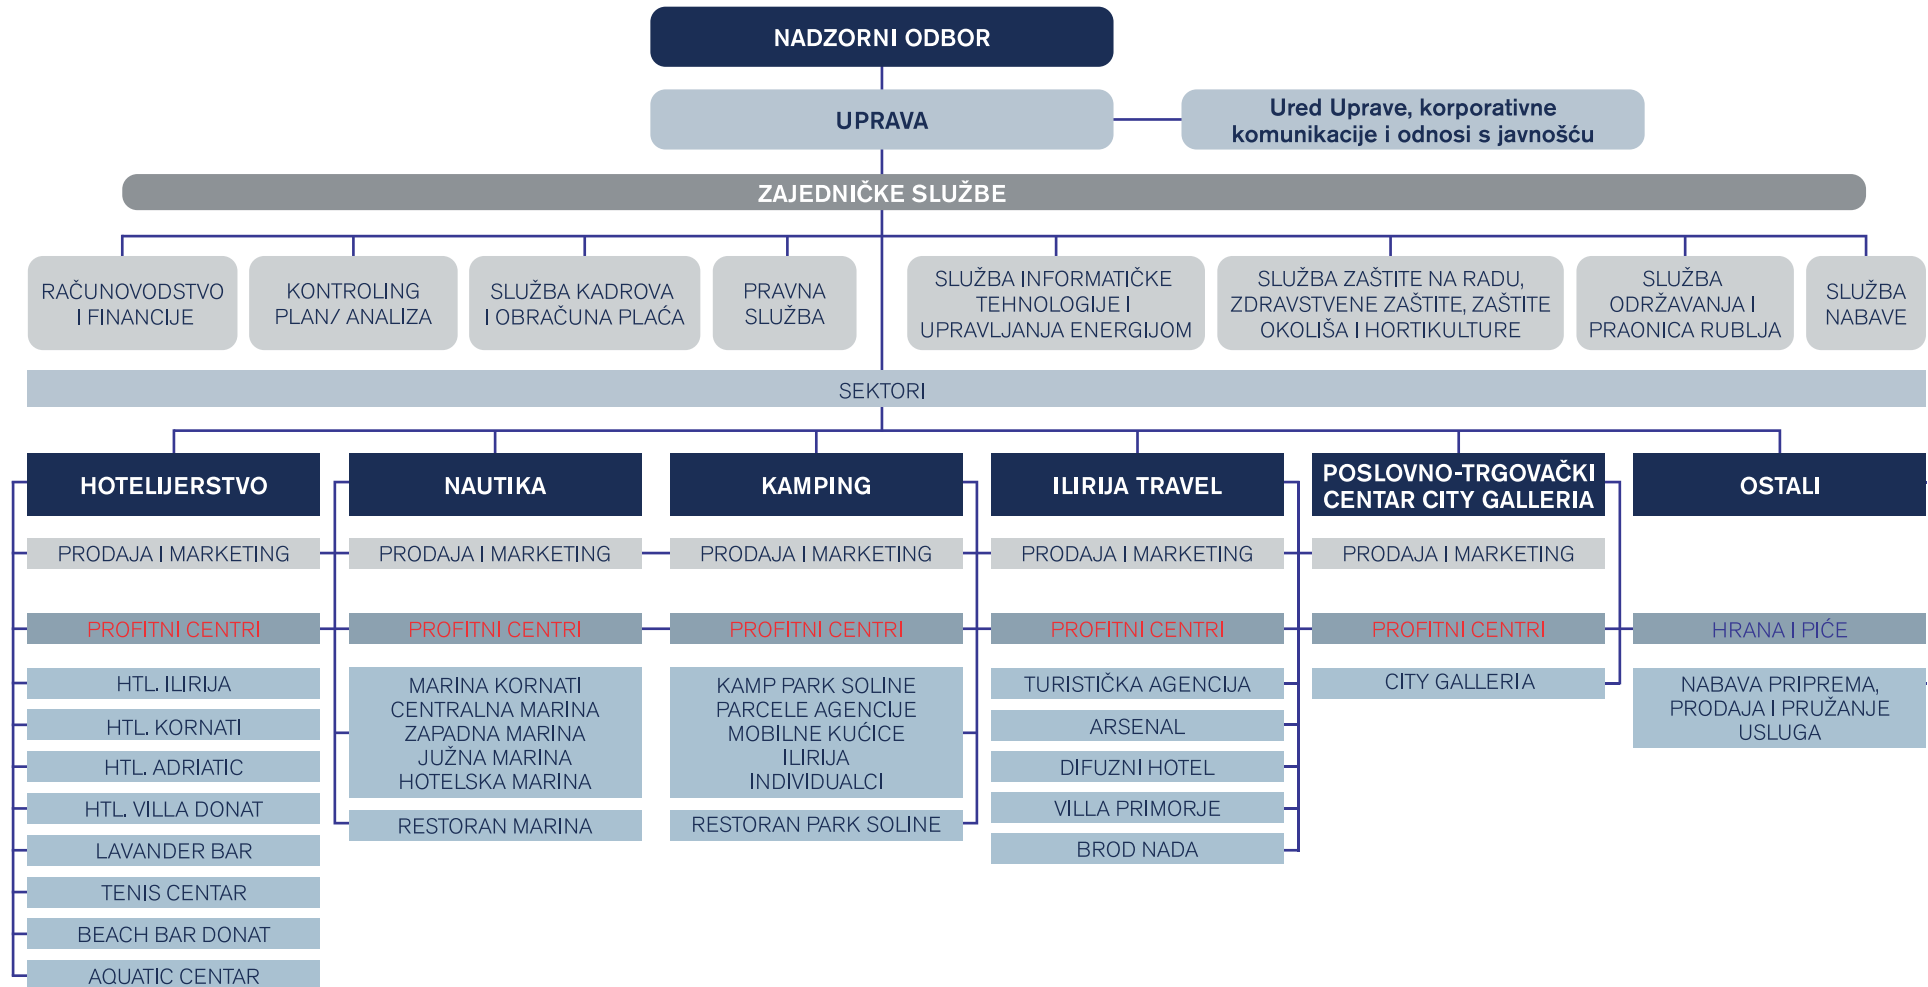 NADZORNI ODBOR
UPRAVA
Ured Uprave, korporativne
komunikacije i odnosi s javnošću
ZAJEDNIČKE SLUŽBE
RAČUNOVODSTVO
I FINANCIJE
KONTROLING
PLAN/ ANALIZA
SLUŽBA KADROVA
I OBRAČUNA PLAĆA
PRAVNA
SLUŽBA
SLUŽBA INFORMATIČKE
TEHNOLOGIJE I
UPRAVLJANJA ENERGIJOM
SLUŽBA ZAŠTITE NA RADU,
ZDRAVSTVENE ZAŠTITE, ZAŠTITE
OKOLIŠA I HORTIKULTURE
SLUŽBA
ODRŽAVANJA I
PRAONICA RUBLJA
SLUŽBA
NABAVE
SEKTORI
HOTELIJERSTVO
PRODAJA I MARKETING
PROFITNI CENTRI
HTL. ILIRIJA
HTL. KORNATI
HTL. ADRIATIC
HTL. VILLA DONAT
LAVANDER BAR
TENIS CENTAR
BEACH BAR DONAT
AQUATIC CENTAR
NAUTIKA
PRODAJA I MARKETING
PROFITNI CENTRI
MARINA KORNATI
CENTRALNA MARINA
ZAPADNA MARINA
JUŽNA MARINA
HOTELSKA MARINA
RESTORAN MARINA
KAMPING
PRODAJA I MARKETING
PROFITNI CENTRI
KAMP PARK SOLINE
PARCELE AGENCIJE
MOBILNE KUĆICE
ILIRIJA
INDIVIDUALCI
RESTORAN PARK SOLINE
ILIRIJA TRAVEL
PRODAJA I MARKETING
PROFITNI CENTRI
TURISTIČKA AGENCIJA
ARSENAL
DIFUZNI HOTEL
VILLA PRIMORJE
BROD NADA
POSLOVNO-TRGOVAČKI
CENTAR CITY GALLERIA
PRODAJA I MARKETING
PROFITNI CENTRI
CITY GALLERIA
OSTALI
HRANA I PIĆE
NABAVA PRIPREMA,
PRODAJA I PRUŽANJE
USLUGA